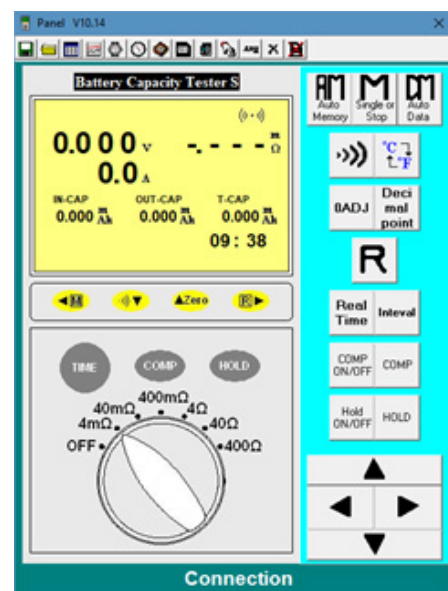 Panel V10.14
Battery Capacity Tester S
AM Auto Memory
M Single or Stop
DM Auto Data
0.000 V -.--- mΩ
0.0 A
°C °F
IN-CAP OUT-CAP T-CAP
0.000 mAh 0.000 mAh 0.000 mAh
0ADJ Decimal point
09:38
R
◀M ▼ ▲Zero R▶
Real Time Inteval
TIME COMP HOLD
COMP ON/OFF COMP
400mΩ
40mΩ 4Ω
4mΩ 40Ω
Hold ON/OFF HOLD
OFF 400Ω
Connection